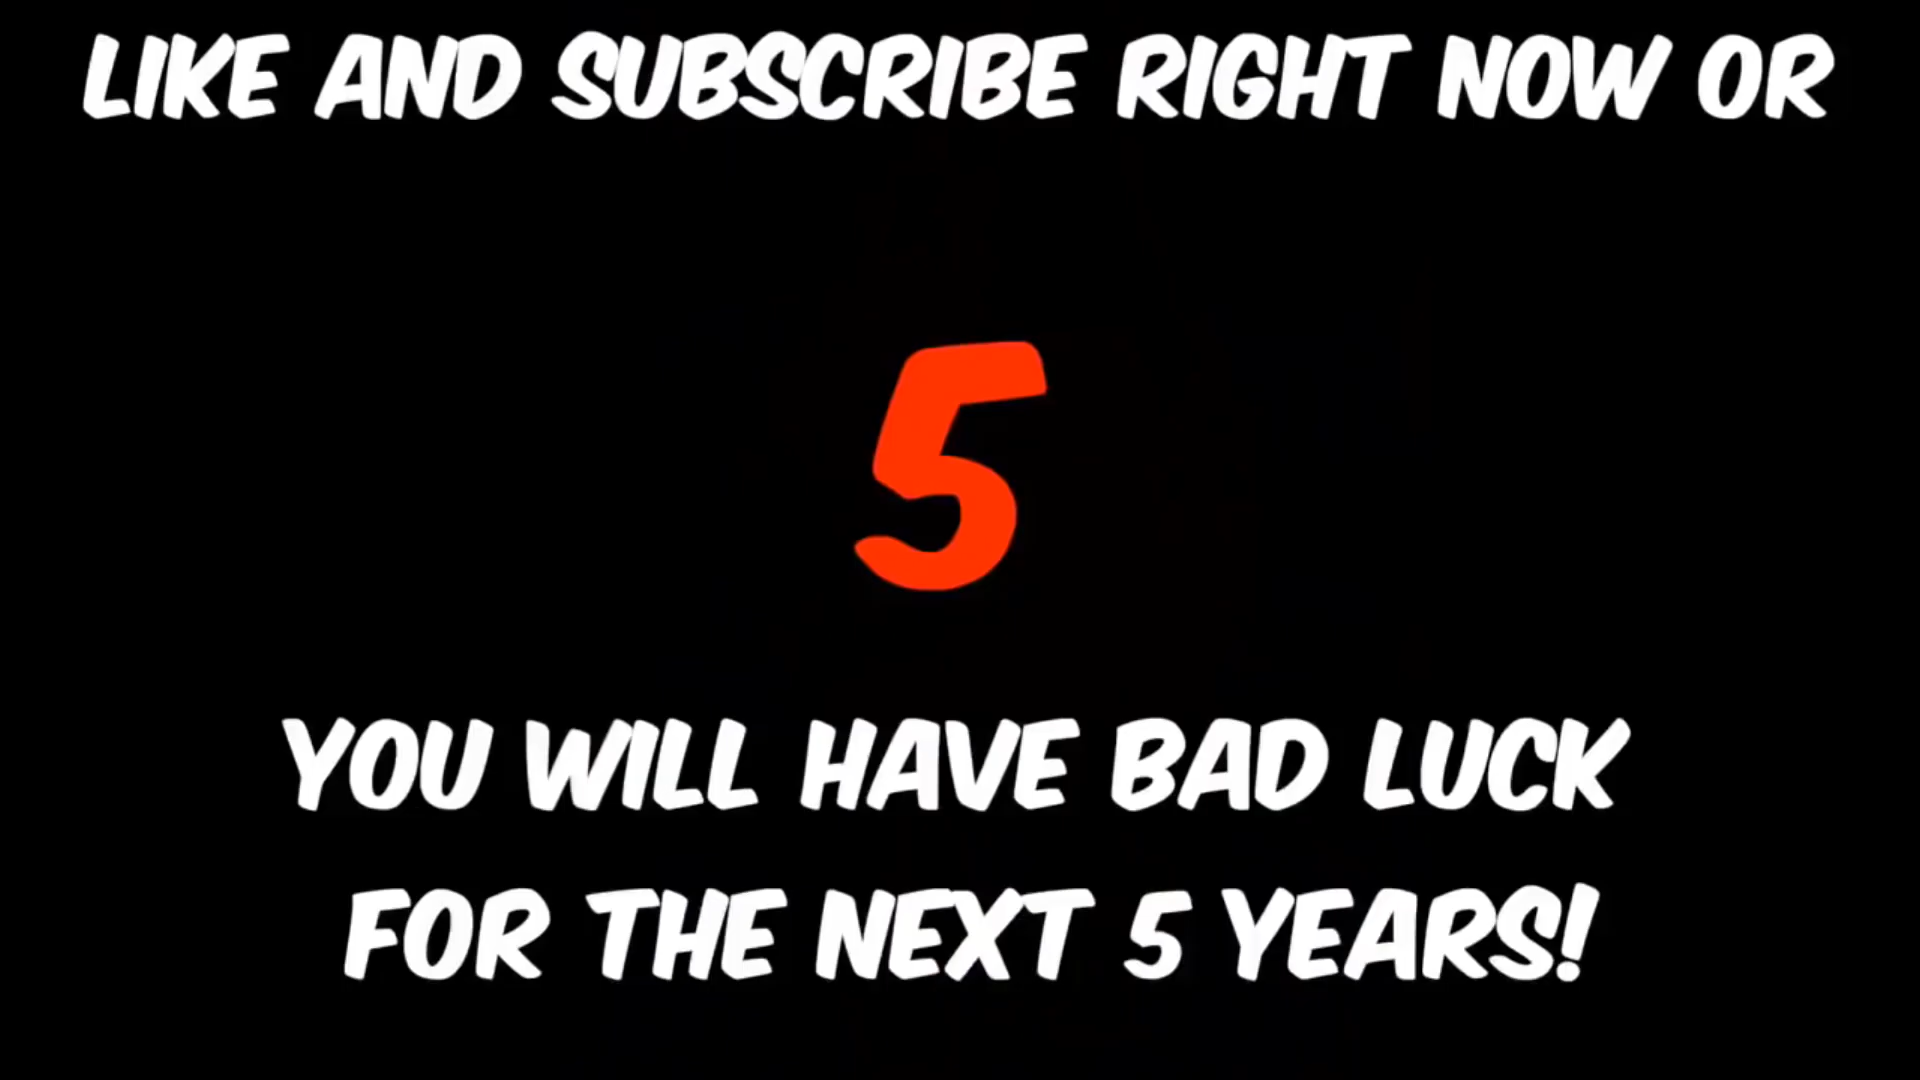 LIKE AND SUBSCRIBE RIGHT NOW OR
5
YOU WILL HAVE BAD LUCK
FOR THE NEXT 5 YEARS!